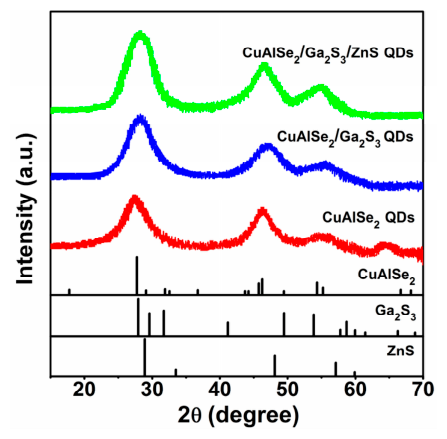 CuAlSe₂/Ga₂S₃/ZnS QDs
CuAlSe₂/Ga₂S₃ QDs
CuAlSe₂ QDs
CuAlSe₂
Ga₂S₃
ZnS
Intensity (a.u.)
20 30 40 50 60 70
2θ (degree)